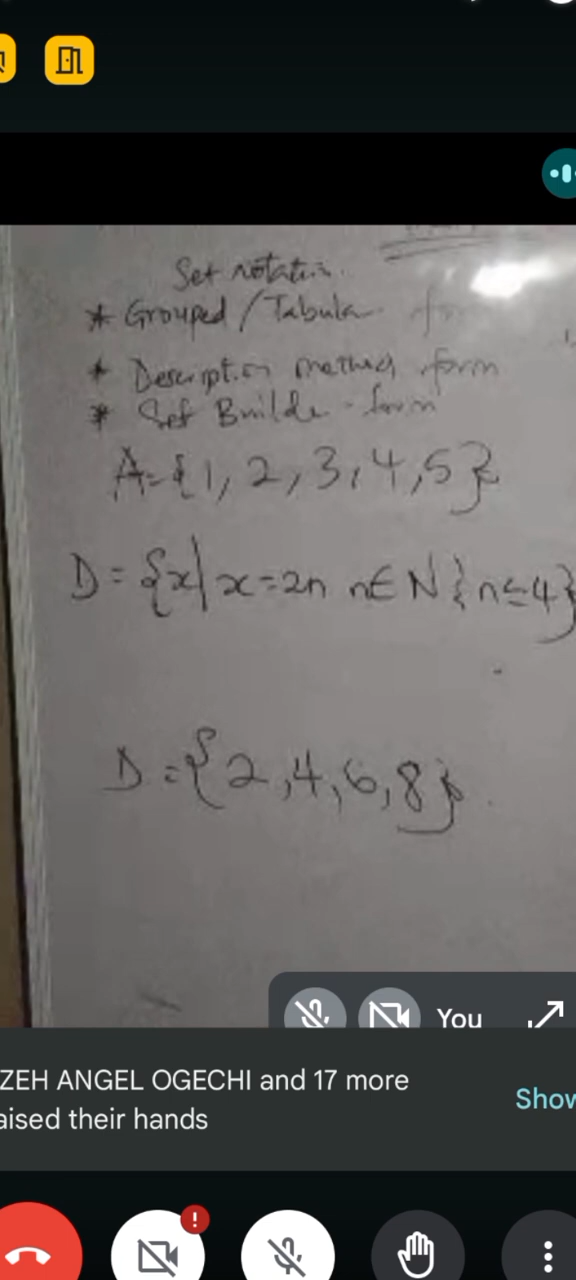 Set notation
* Grouped / Tabular form
* Description method form
* Set Builder - form
A={1, 2, 3, 4, 5}
D = {x| x=2n n∈N { n≤4}
D = {2, 4, 6, 8}
You
ZEH ANGEL OGECHI and 17 more
aised their hands
Show